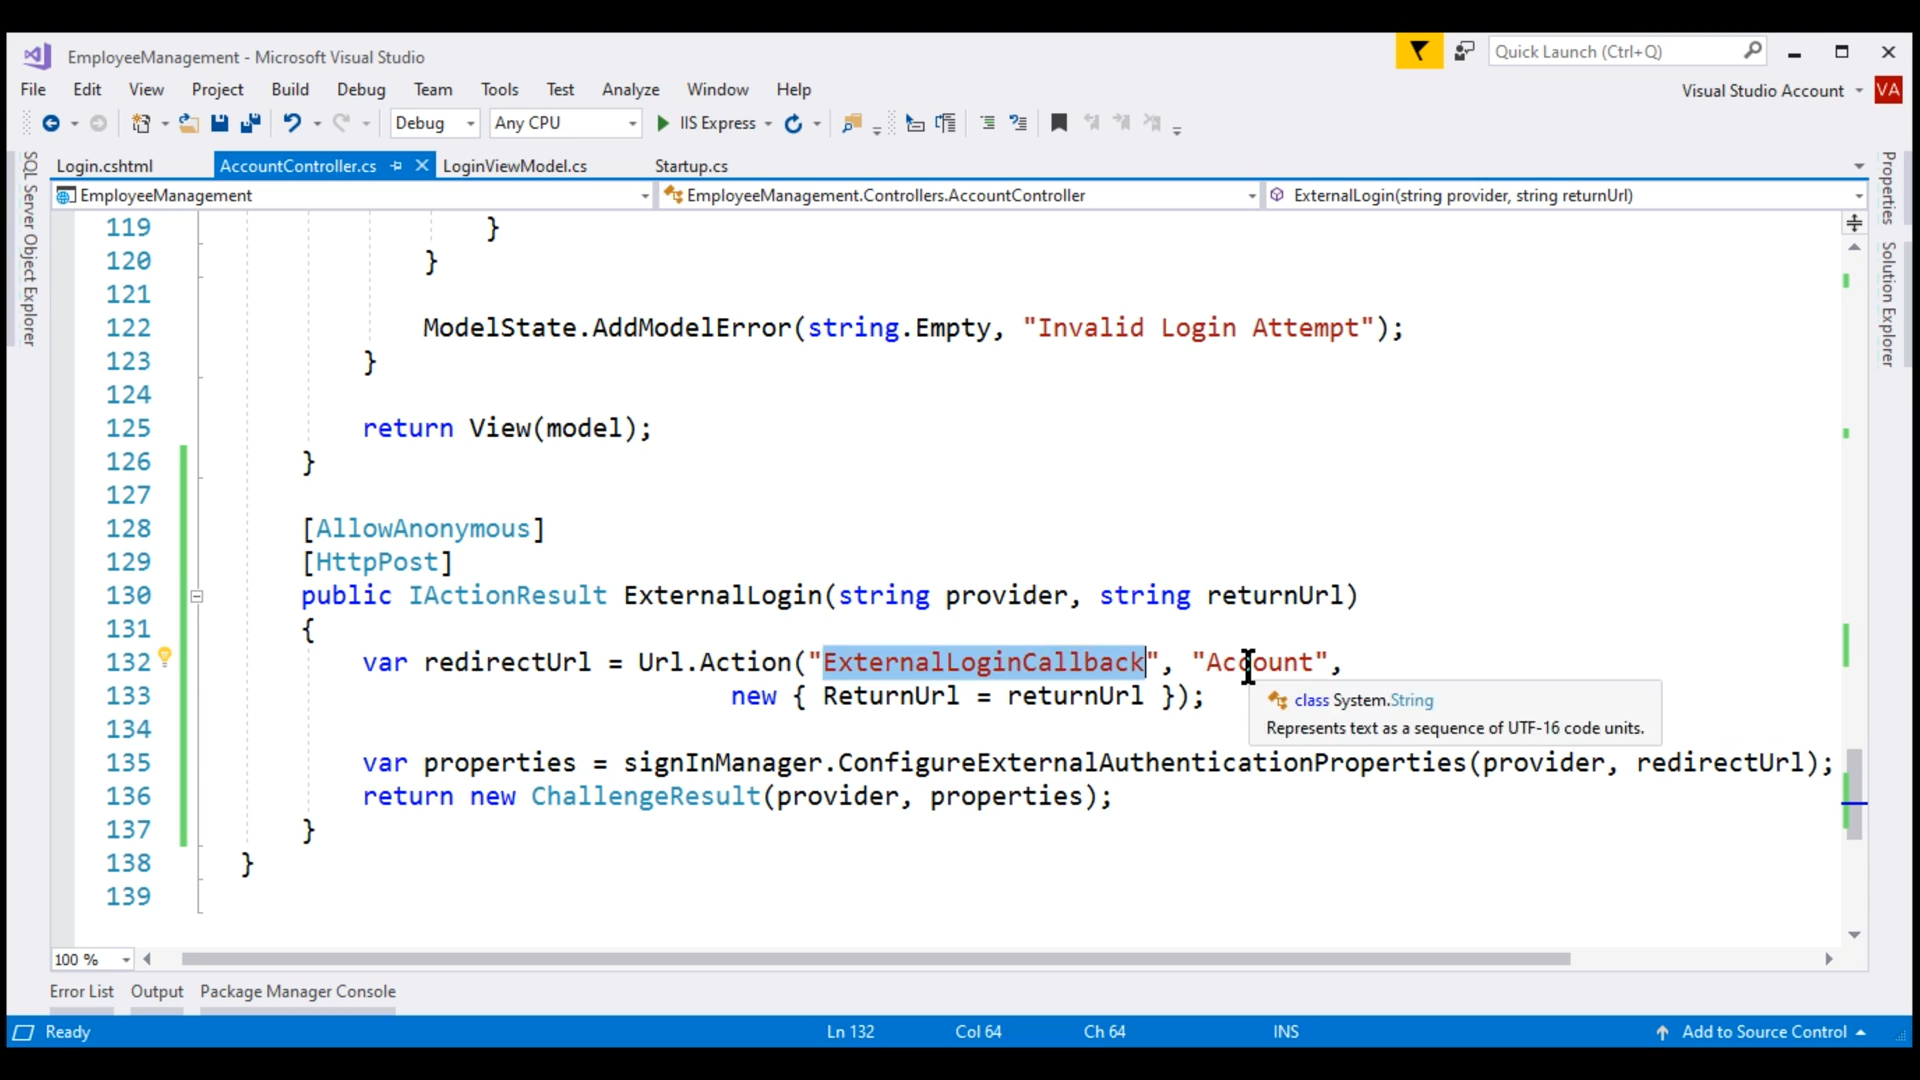 EmployeeManagement - Microsoft Visual Studio
Quick Launch (Ctrl+Q)
File Edit View Project Build Debug Team Tools Test Analyze Window Help
Visual Studio Account VA
Debug Any CPU IIS Express
Login.cshtml AccountController.cs LoginViewModel.cs Startup.cs
EmployeeManagement EmployeeManagement.Controllers.AccountController ExternalLogin(string provider, string returnUrl)
SQL Server Object Explorer
Properties
Solution Explorer
119 }
120 }
121
122 ModelState.AddModelError(string.Empty, "Invalid Login Attempt");
123 }
124
125 return View(model);
126 }
127
128 [AllowAnonymous]
129 [HttpPost]
130 public IActionResult ExternalLogin(string provider, string returnUrl)
131 {
132 var redirectUrl = Url.Action("ExternalLoginCallback", "Account",
133 new { ReturnUrl = returnUrl });
class System.String
Represents text as a sequence of UTF-16 code units.
134
135 var properties = signInManager.ConfigureExternalAuthenticationProperties(provider, redirectUrl);
136 return new ChallengeResult(provider, properties);
137 }
138 }
139
100 %
Error List Output Package Manager Console
Ready Ln 132 Col 64 Ch 64 INS Add to Source Control